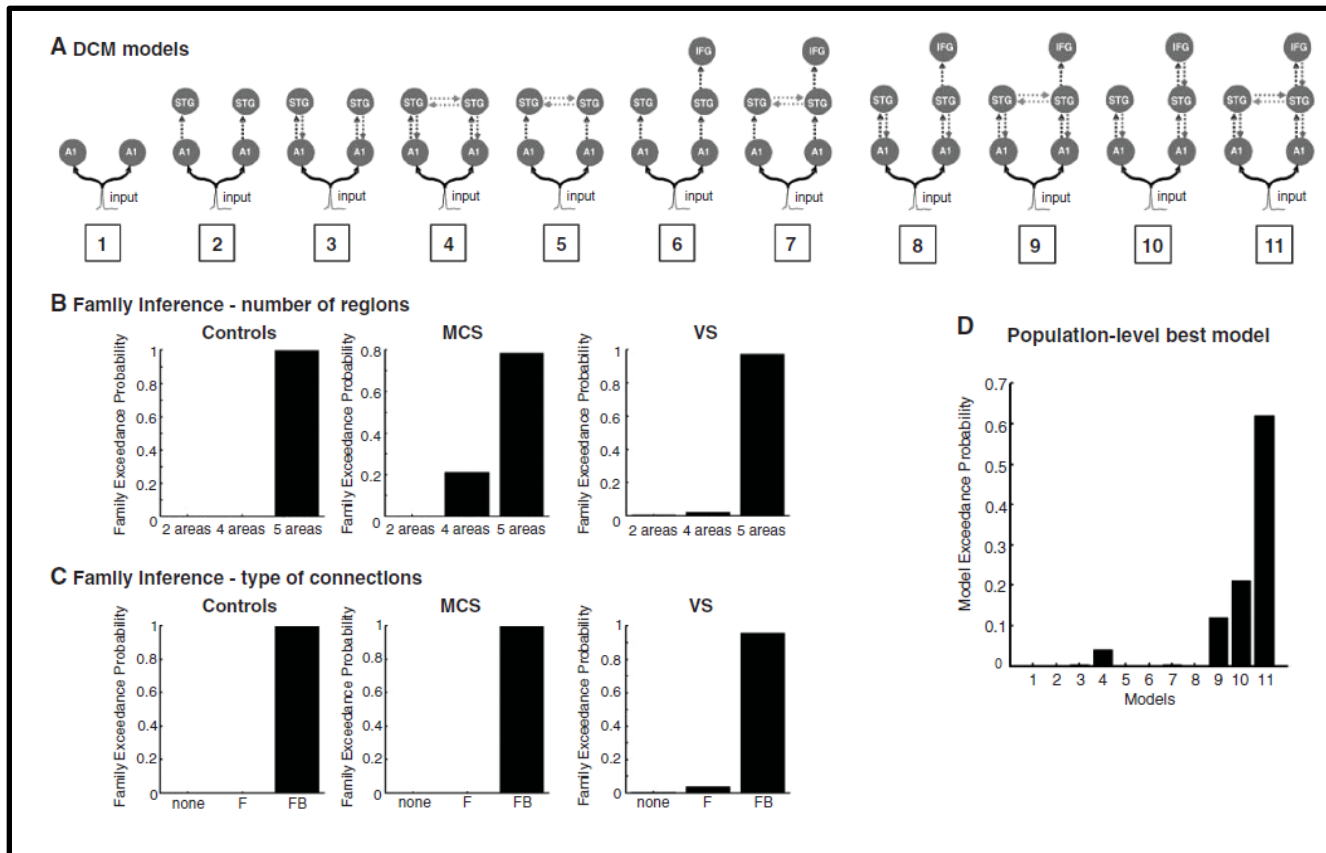 A DCM models
IFG IFG IFG IFG IFG IFG
STG STG STG STG STG STG STG STG STG STG STG STG STG STG STG STG STG STG STG STG
A1 A1 A1 A1 A1 A1 A1 A1 A1 A1 A1 A1 A1 A1 A1 A1 A1 A1 A1 A1 A1 A1
input input input input input input input input input input input
1 2 3 4 5 6 7 8 9 10 11
B Family Inference - number of regions
Controls
Family Exceedance Probability
1
0.8
0.6
0.4
0.2
0
2 areas 4 areas 5 areas
MCS
Family Exceedance Probability
0.8
0.6
0.4
0.2
0
2 areas 4 areas 5 areas
VS
Family Exceedance Probability
1
0.8
0.6
0.4
0.2
0
2 areas 4 areas 5 areas
C Family Inference - type of connections
Controls
Family Exceedance Probability
1
0.8
0.6
0.4
0.2
0
none F FB
MCS
Family Exceedance Probability
1
0.8
0.6
0.4
0.2
0
none F FB
VS
Family Exceedance Probability
1
0.8
0.6
0.4
0.2
0
none F FB
D Population-level best model
Model Exceedance Probability
0.7
0.6
0.5
0.4
0.3
0.2
0.1
0
1 2 3 4 5 6 7 8 9 10 11
Models